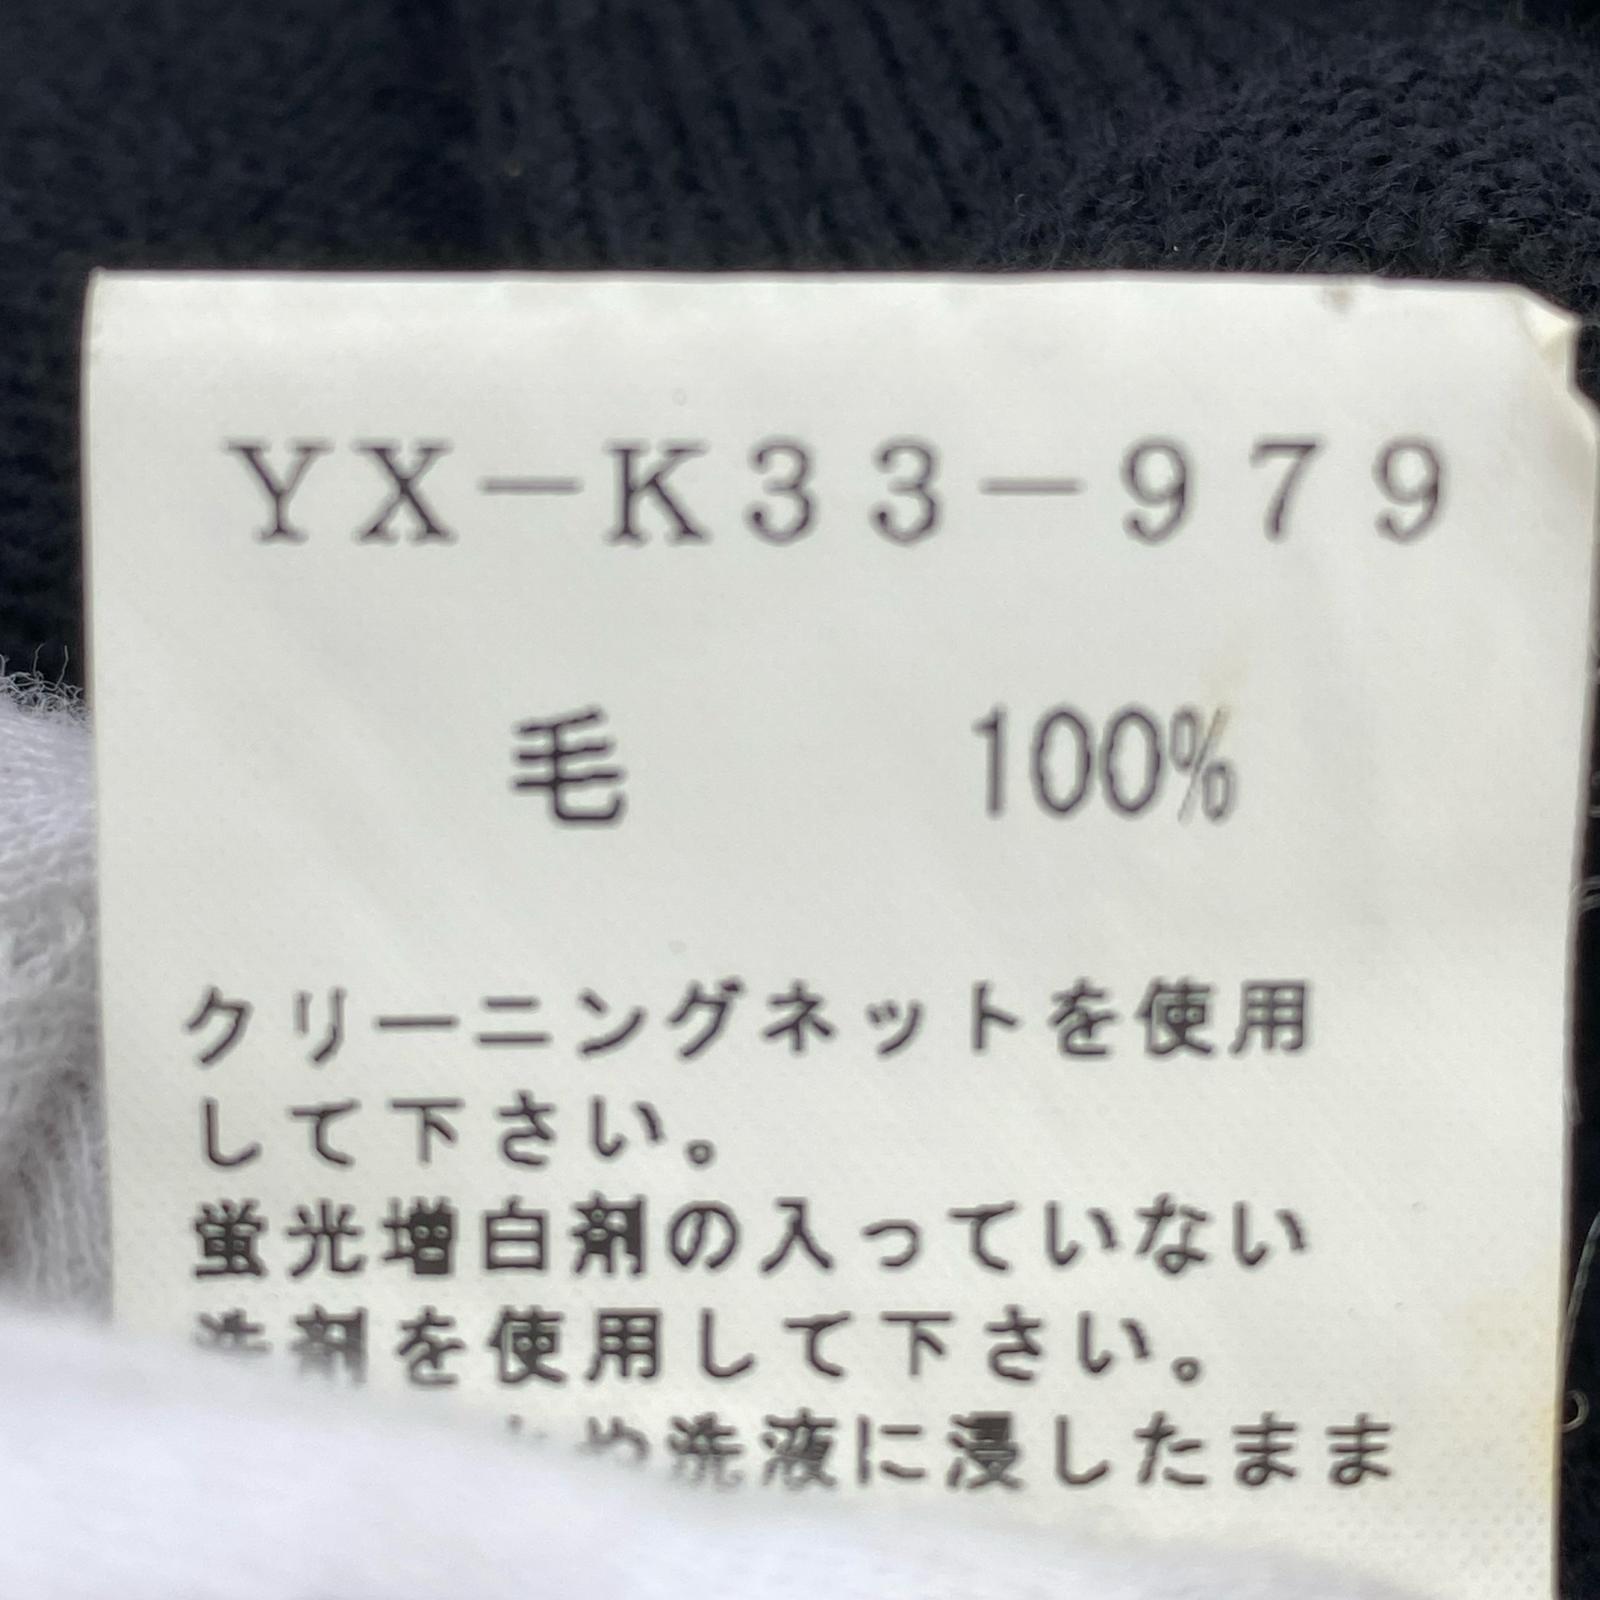 YX－K33－979
毛 100%
クリーニングネットを使用
して下さい。
蛍光増白剤の入っていない
洗剤を使用して下さい。
洗液に浸したまま